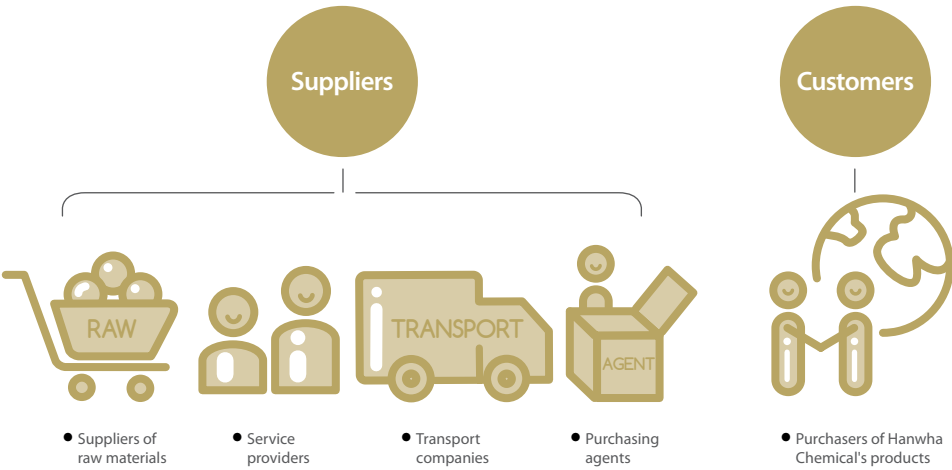 Suppliers
Customers
RAW
TRANSPORT
AGENT
● Suppliers of
raw materials
● Service
providers
● Transport
companies
● Purchasing
agents
● Purchasers of Hanwha
Chemical's products